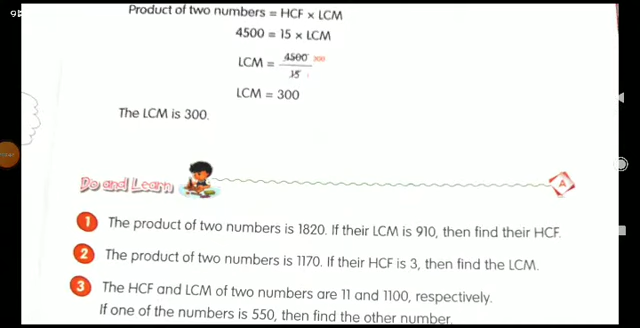 Product of two numbers = HCF × LCM
4500 = 15 × LCM
LCM = 4500 300
15
LCM = 300
The LCM is 300.
Do and Learn
A
1 The product of two numbers is 1820. If their LCM is 910, then find their HCF.
2 The product of two numbers is 1170. If their HCF is 3, then find the LCM.
3 The HCF and LCM of two numbers are 11 and 1100, respectively.
If one of the numbers is 550, then find the other number.